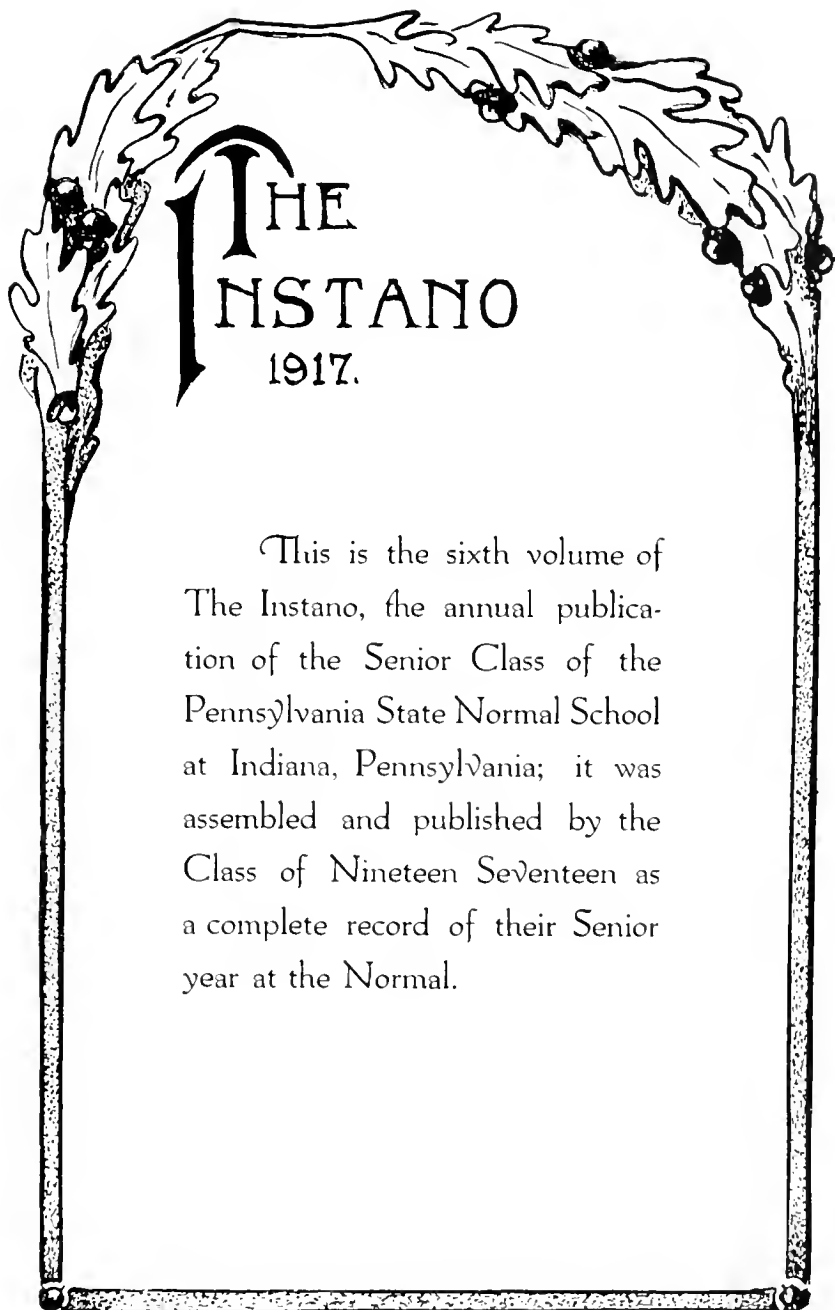 THE
INSTANO
1917.
This is the sixth volume of
The Instano, the annual publica-
tion of the Senior Class of the
Pennsylvania State Normal School
at Indiana, Pennsylvania; it was
assembled and published by the
Class of Nineteen Seventeen as
a complete record of their Senior
year at the Normal.